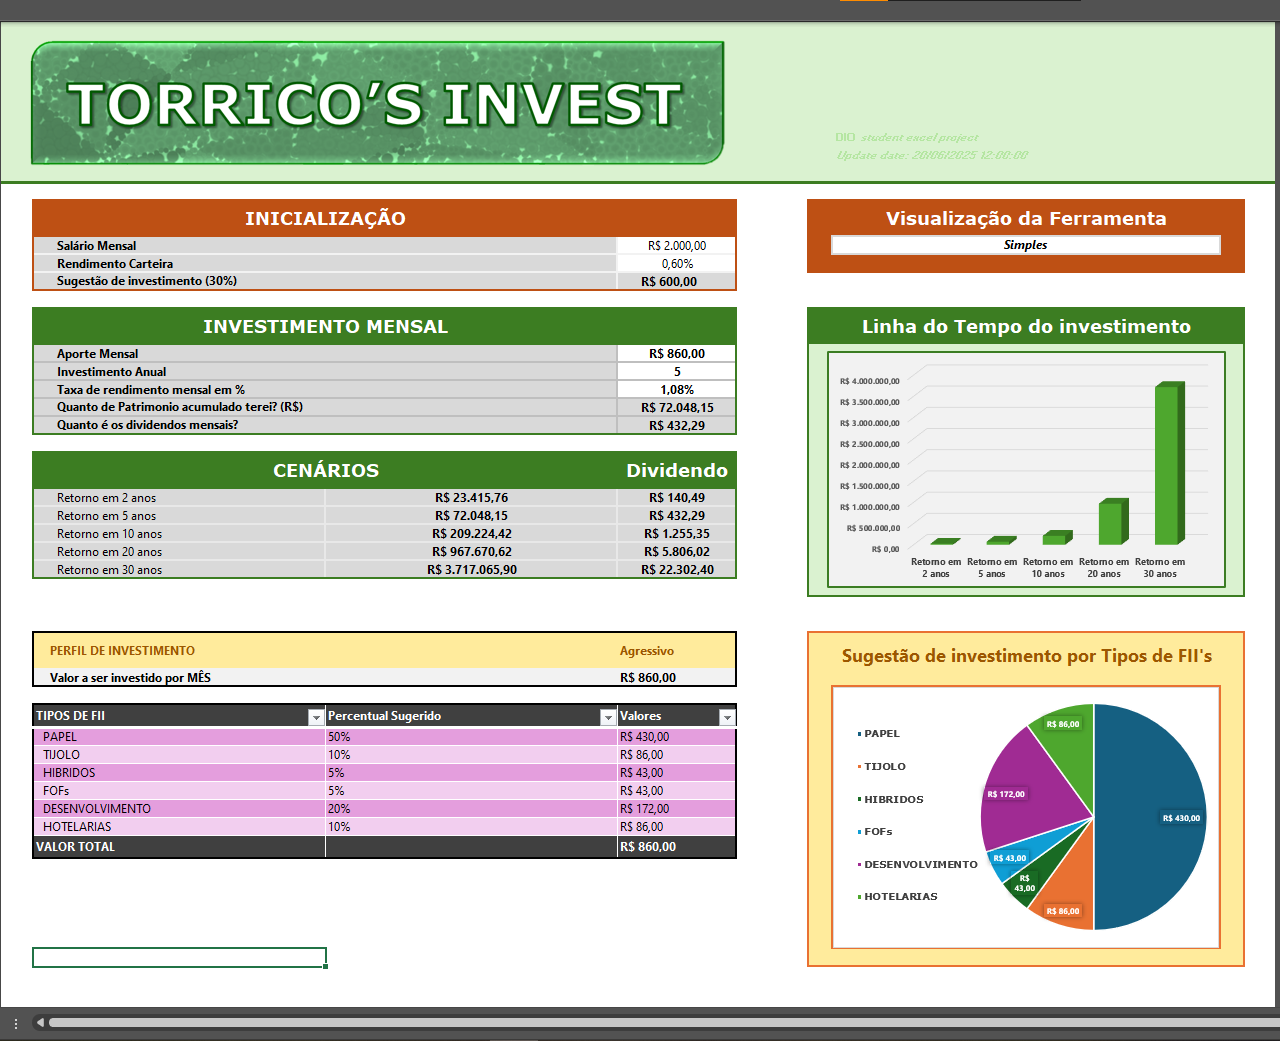 TORRICO’S INVEST
DIO student excel project
Update date: 20/06/2025 12:00:00
INICIALIZAÇÃO
Salário Mensal R$ 2.000,00
Rendimento Carteira 0,60%
Sugestão de investimento (30%) R$ 600,00
Visualização da Ferramenta
Simples
INVESTIMENTO MENSAL
Aporte Mensal R$ 860,00
Investimento Anual 5
Taxa de rendimento mensal em % 1,08%
Quanto de Patrimonio acumulado terei? (R$) R$ 72.048,15
Quanto é os dividendos mensais? R$ 432,29
CENÁRIOS Dividendo
Retorno em 2 anos R$ 23.415,76 R$ 140,49
Retorno em 5 anos R$ 72.048,15 R$ 432,29
Retorno em 10 anos R$ 209.224,42 R$ 1.255,35
Retorno em 20 anos R$ 967.670,62 R$ 5.806,02
Retorno em 30 anos R$ 3.717.065,90 R$ 22.302,40
Linha do Tempo do investimento
R$ 4.000.000,00
R$ 3.500.000,00
R$ 3.000.000,00
R$ 2.500.000,00
R$ 2.000.000,00
R$ 1.500.000,00
R$ 1.000.000,00
R$ 500.000,00
R$ 0,00
Retorno em Retorno em Retorno em Retorno em Retorno em
2 anos 5 anos 10 anos 20 anos 30 anos
PERFIL DE INVESTIMENTO Agressivo
Valor a ser investido por MÊS R$ 860,00
TIPOS DE FII Percentual Sugerido Valores
PAPEL 50% R$ 430,00
TIJOLO 10% R$ 86,00
HIBRIDOS 5% R$ 43,00
FOFs 5% R$ 43,00
DESENVOLVIMENTO 20% R$ 172,00
HOTELARIAS 10% R$ 86,00
VALOR TOTAL R$ 860,00
Sugestão de investimento por Tipos de FII's
PAPEL
TIJOLO
HIBRIDOS
FOFs
DESENVOLVIMENTO
HOTELARIAS
R$ 86,00
R$ 172,00
R$ 430,00
R$ 43,00
R$
43,00
R$ 86,00